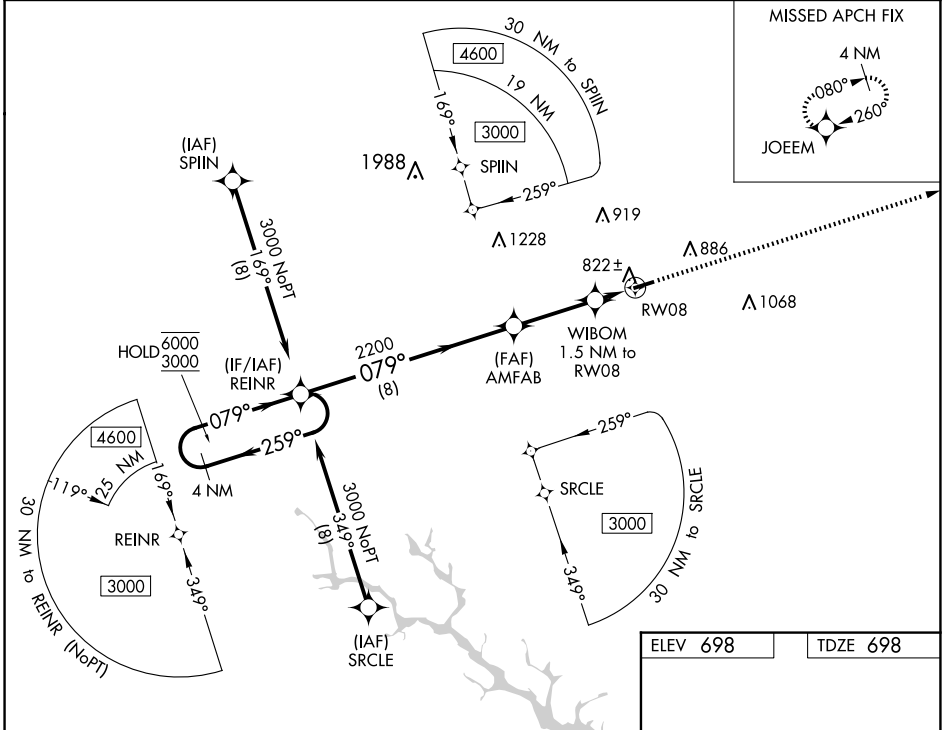 MISSED APCH FIX
4 NM
080°
260°
JOEEM
30 NM to SPIIN
4600
19 NM
169°
3000
SPIIN
259°
1988
919
1228
886
822±
RW08
1068
(IAF)
SPIIN
3000 NoPT
169°
(8)
HOLD 6000
3000
(IF/IAF)
REINR
2200
079°
(8)
(FAF)
AMFAB
WIBOM
1.5 NM to
RW08
079°
259°
4 NM
4600
119°
25 NM
169°
REINR
349°
3000
30 NM to REINR (NoPT)
3000 NoPT
349°
(8)
(IAF)
SRCLE
259°
SRCLE
3000
349°
30 NM to SRCLE
ELEV 698
TDZE 698